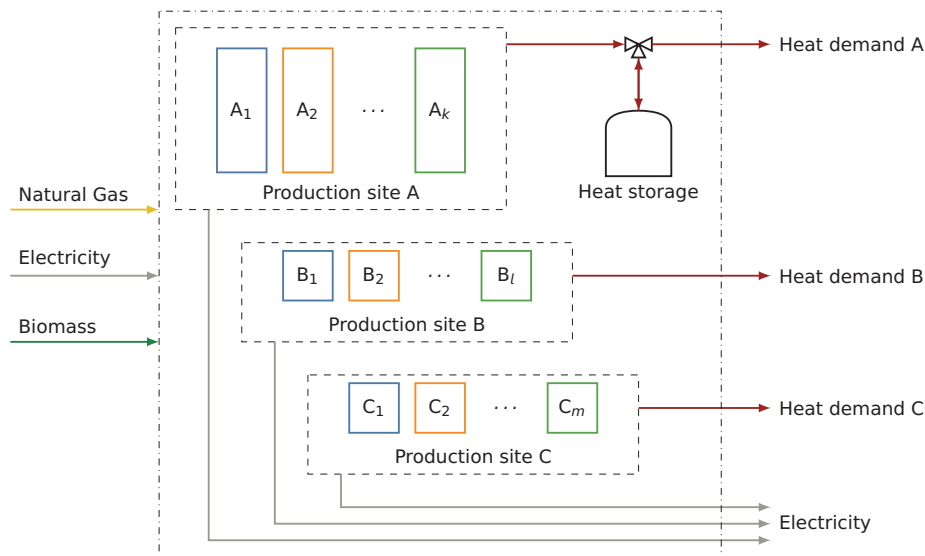 Heat demand A
A₁ A₂ ··· Aₖ
Production site A
Heat storage
Natural Gas
Electricity
B₁ B₂ ··· Bₗ
Heat demand B
Production site B
Biomass
C₁ C₂ ··· Cₘ
Heat demand C
Production site C
Electricity